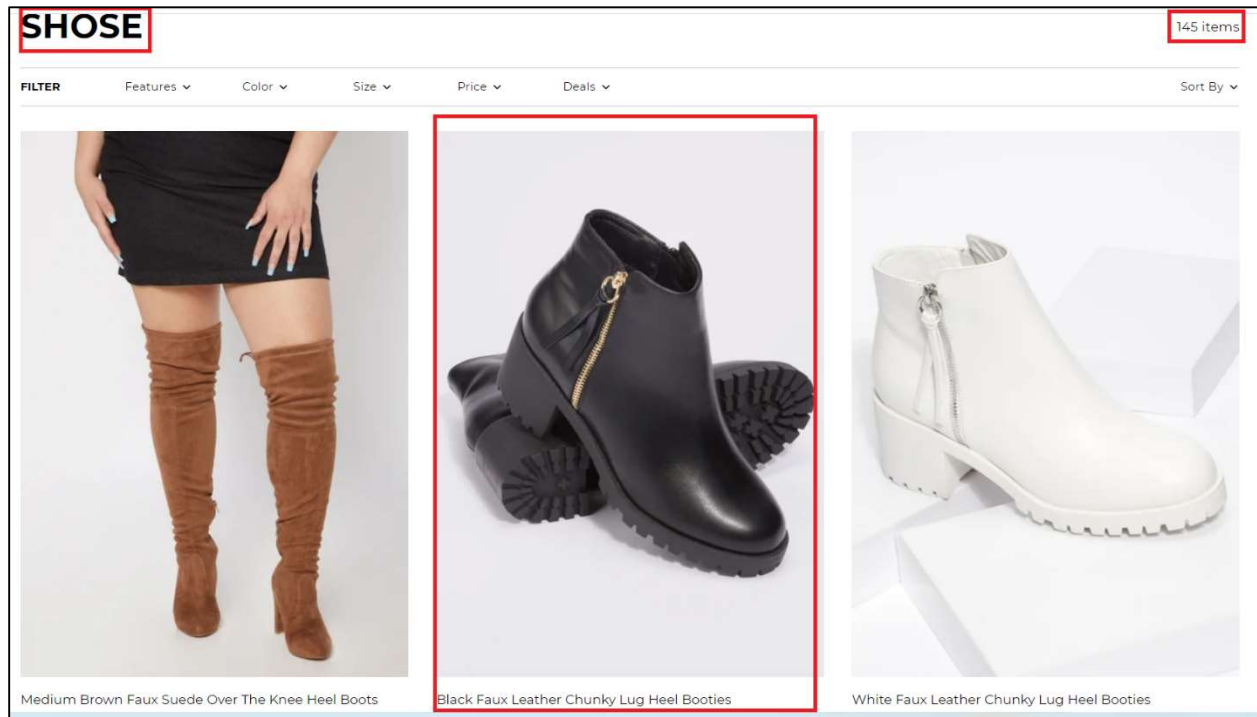 SHOSE
145 items
FILTER Features Color Size Price Deals Sort By
Medium Brown Faux Suede Over The Knee Heel Boots
Black Faux Leather Chunky Lug Heel Booties
White Faux Leather Chunky Lug Heel Booties